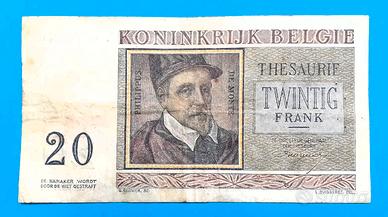 KONINKRIJK BELGIE
PHILIPPUS
DE MONTE
THESAURIE
TWINTIG
FRANK
20
DE NAMAKER WORDT
DOOR DE WET GESTRAFT